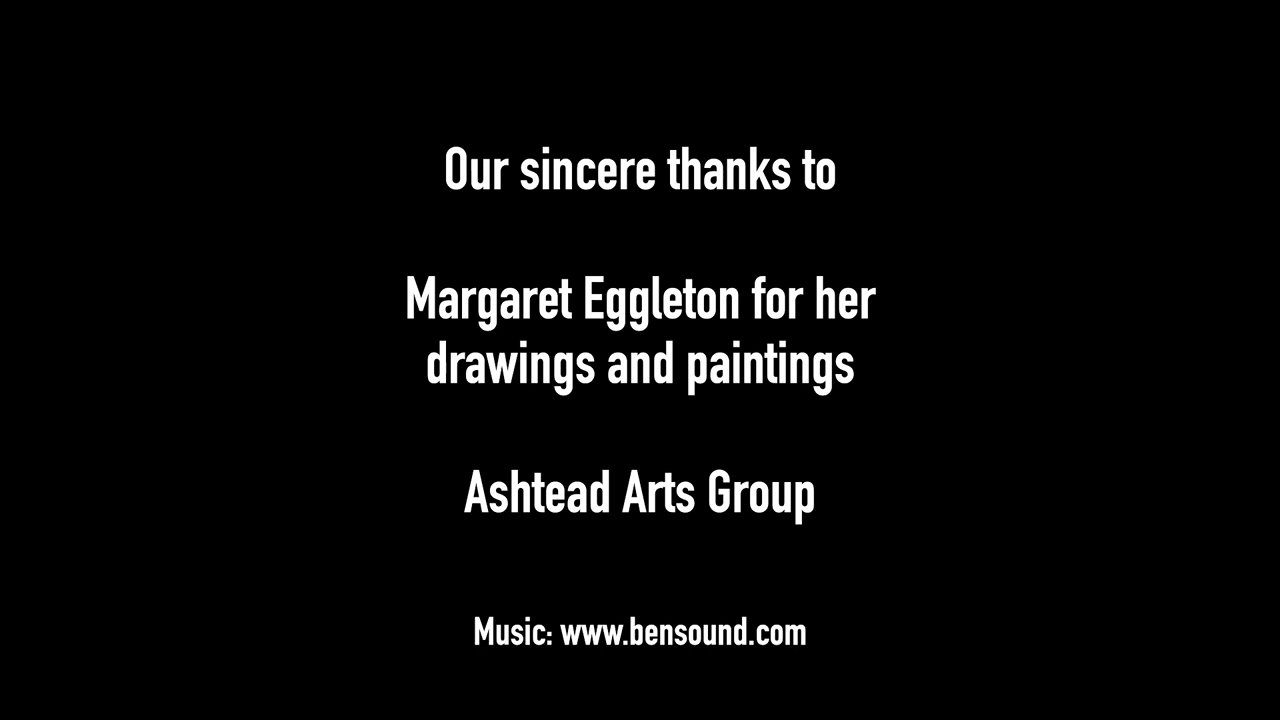 Our sincere thanks to
Margaret Eggleton for her
drawings and paintings
Ashtead Arts Group
Music: www.bensound.com